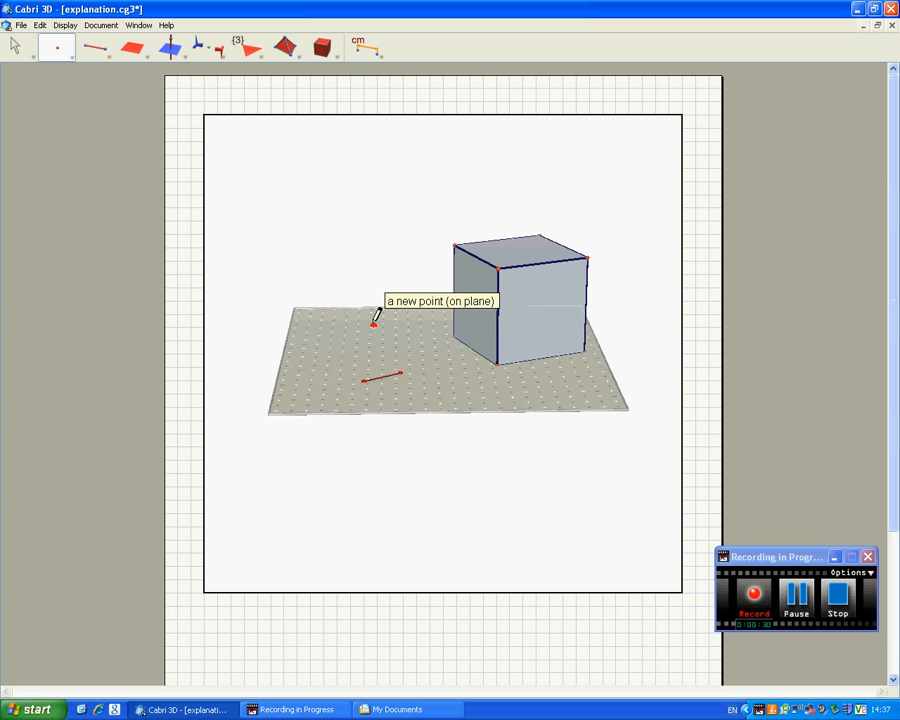 Cabri 3D - [explanation.cg3*]
File Edit Display Document Window Help
{3}
cm
a new point (on plane)
Recording in Progr...
Options
Record
Pause
Stop
0:00:30
start
Cabri 3D - [explanati...
Recording in Progress
My Documents
EN
14:37